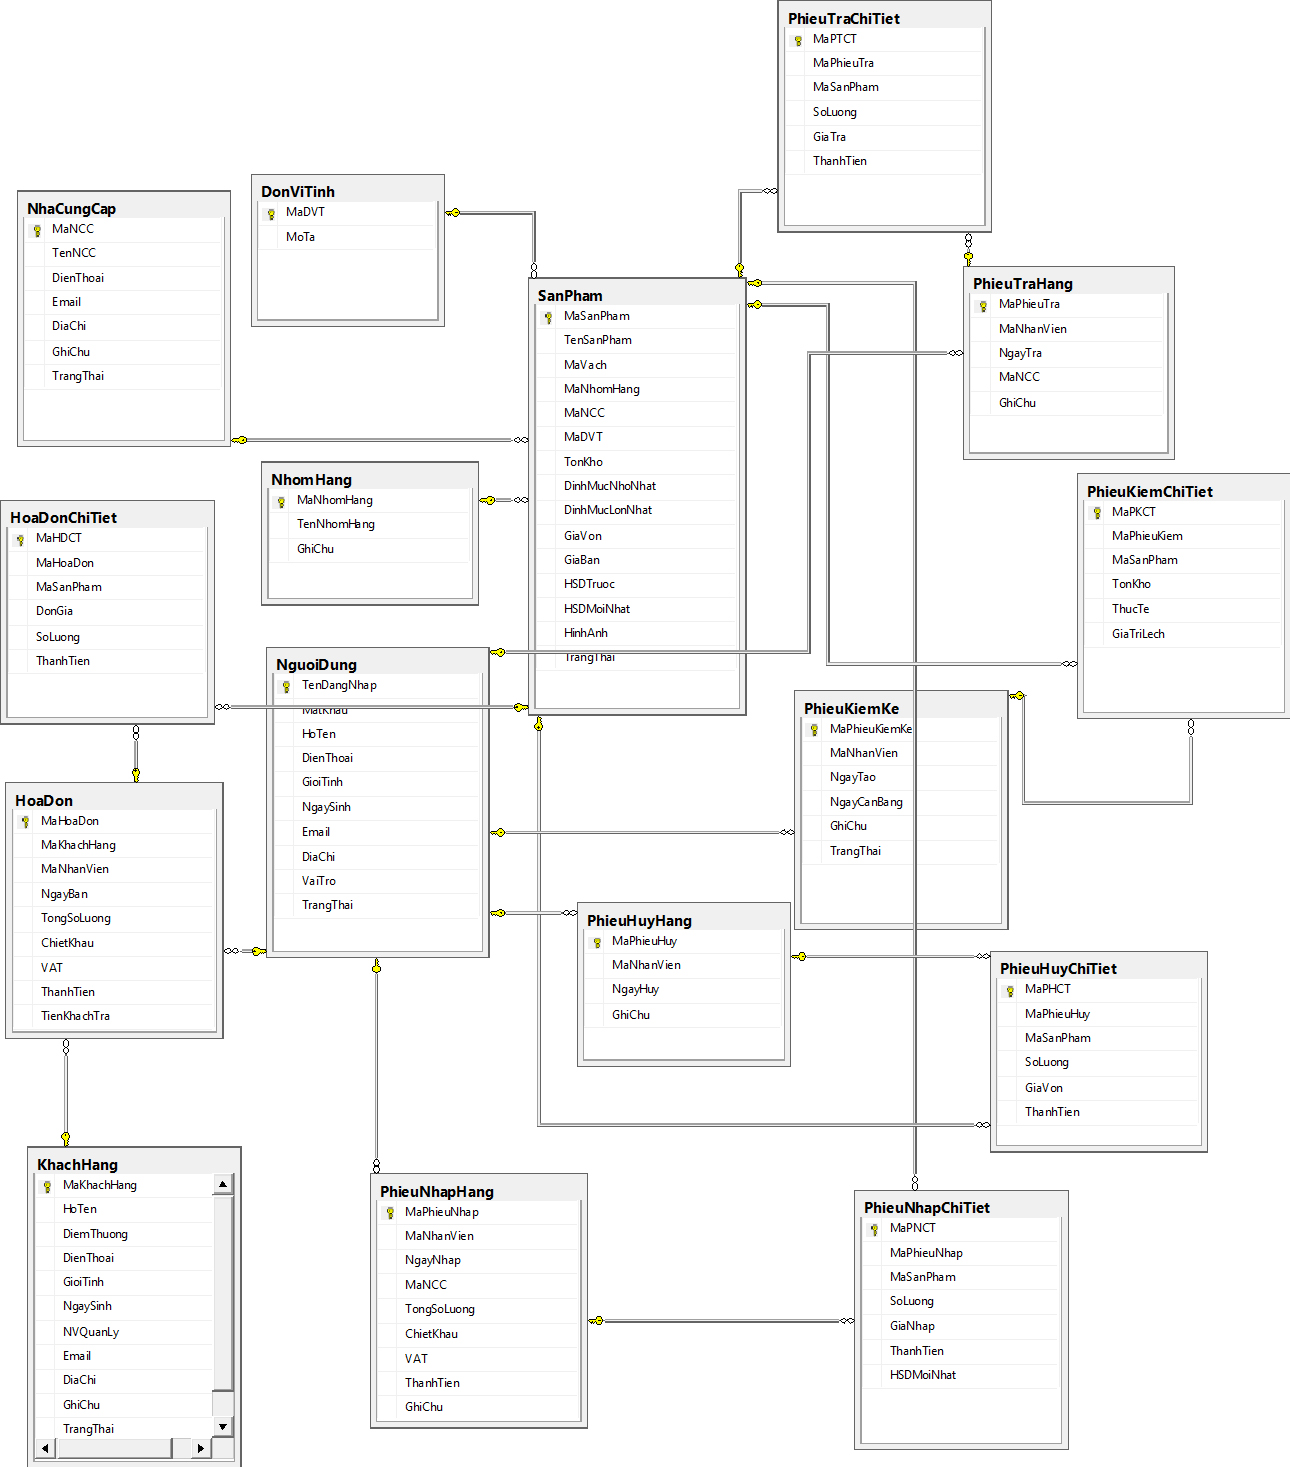 PhieuTraChiTiet
MaPTCT
MaPhieuTra
MaSanPham
SoLuong
GiaTra
ThanhTien
DonViTinh
MaDVT
MoTa
NhaCungCap
MaNCC
TenNCC
DienThoai
Email
DiaChi
GhiChu
TrangThai
SanPham
MaSanPham
TenSanPham
MaVach
MaNhomHang
MaNCC
MaDVT
TonKho
DinhMucNhoNhat
DinhMucLonNhat
GiaVon
GiaBan
HSDTruoc
HSDMoiNhat
HinhAnh
TrangThai
PhieuTraHang
MaPhieuTra
MaNhanVien
NgayTra
MaNCC
GhiChu
NhomHang
MaNhomHang
TenNhomHang
GhiChu
PhieuKiemChiTiet
MaPKCT
MaPhieuKiem
MaSanPham
TonKho
ThucTe
GiaTriLech
HoaDonChiTiet
MaHDCT
MaHoaDon
MaSanPham
DonGia
SoLuong
ThanhTien
NguoiDung
TenDangNhap
MatKhau
HoTen
DienThoai
GioiTinh
NgaySinh
Email
DiaChi
VaiTro
TrangThai
PhieuKiemKe
MaPhieuKiemKe
MaNhanVien
NgayTao
NgayCanBang
GhiChu
TrangThai
HoaDon
MaHoaDon
MaKhachHang
MaNhanVien
NgayBan
TongSoLuong
ChietKhau
VAT
ThanhTien
TienKhachTra
PhieuHuyHang
MaPhieuHuy
MaNhanVien
NgayHuy
GhiChu
PhieuHuyChiTiet
MaPHCT
MaPhieuHuy
MaSanPham
SoLuong
GiaVon
ThanhTien
KhachHang
MaKhachHang
HoTen
DiemThuong
DienThoai
GioiTinh
NgaySinh
NVQuanLy
Email
DiaChi
GhiChu
TrangThai
PhieuNhapHang
MaPhieuNhap
MaNhanVien
NgayNhap
MaNCC
TongSoLuong
ChietKhau
VAT
ThanhTien
GhiChu
PhieuNhapChiTiet
MaPNCT
MaPhieuNhap
MaSanPham
SoLuong
GiaNhap
ThanhTien
HSDMoiNhat